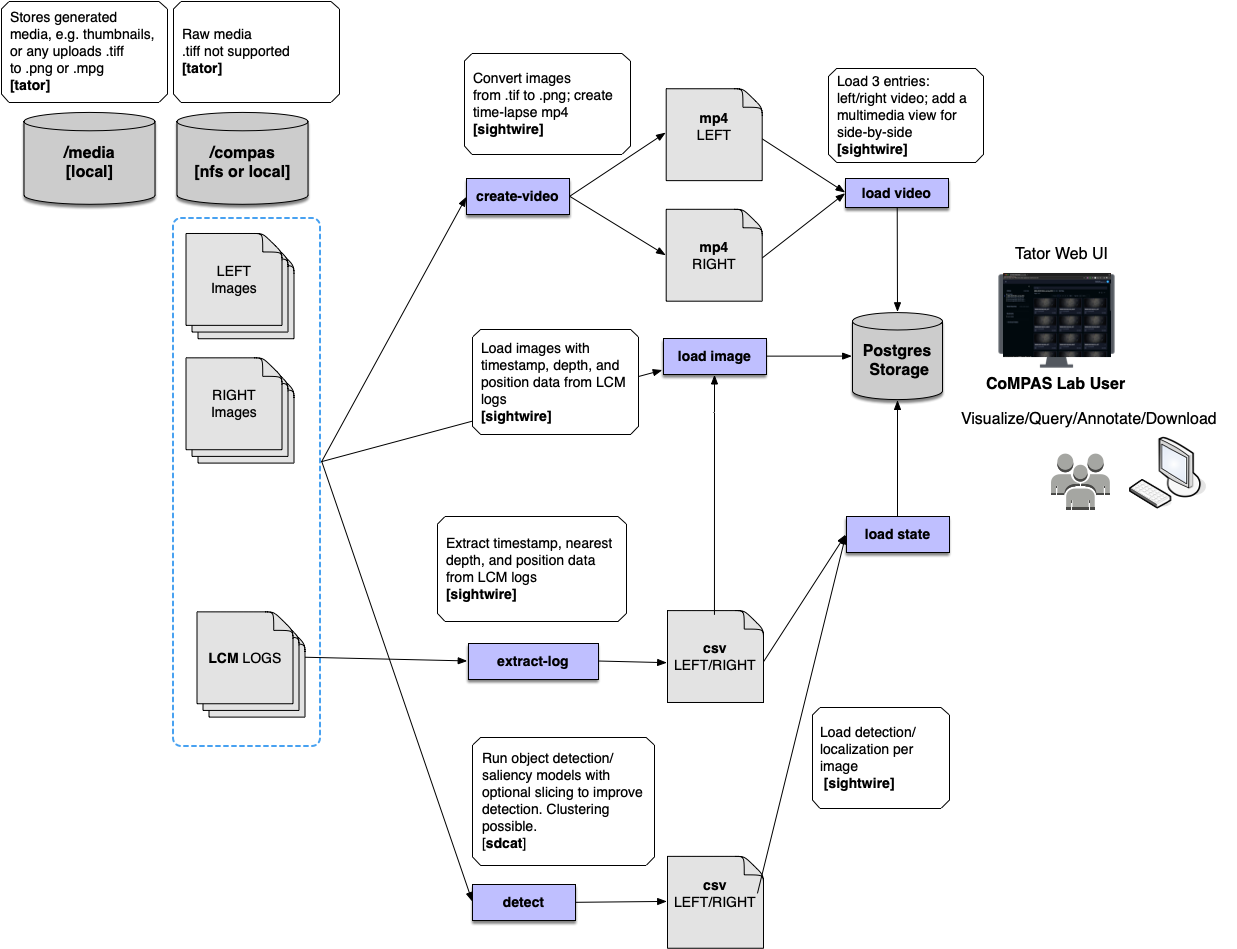 Stores generated
media, e.g. thumbnails,
or any uploads .tiff
to .png or .mpg
[tator]
Raw media
.tiff not supported
[tator]
/media
[local]
/compas
[nfs or local]
LEFT
Images
RIGHT
Images
LCM LOGS
Convert images
from .tif to .png; create
time-lapse mp4
[sightwire]
create-video
mp4
LEFT
mp4
RIGHT
Load 3 entries:
left/right video; add a
multimedia view for
side-by-side
[sightwire]
load video
Load images with
timestamp, depth, and
position data from LCM
logs
[sightwire]
load image
Postgres
Storage
Tator Web UI
CoMPAS Lab User
Visualize/Query/Annotate/Download
Extract timestamp, nearest
depth, and position data
from LCM logs
[sightwire]
extract-log
csv
LEFT/RIGHT
load state
Load detection/
localization per
image
[sightwire]
Run object detection/
saliency models with
optional slicing to improve
detection. Clustering
possible.
[sdcat]
detect
csv
LEFT/RIGHT